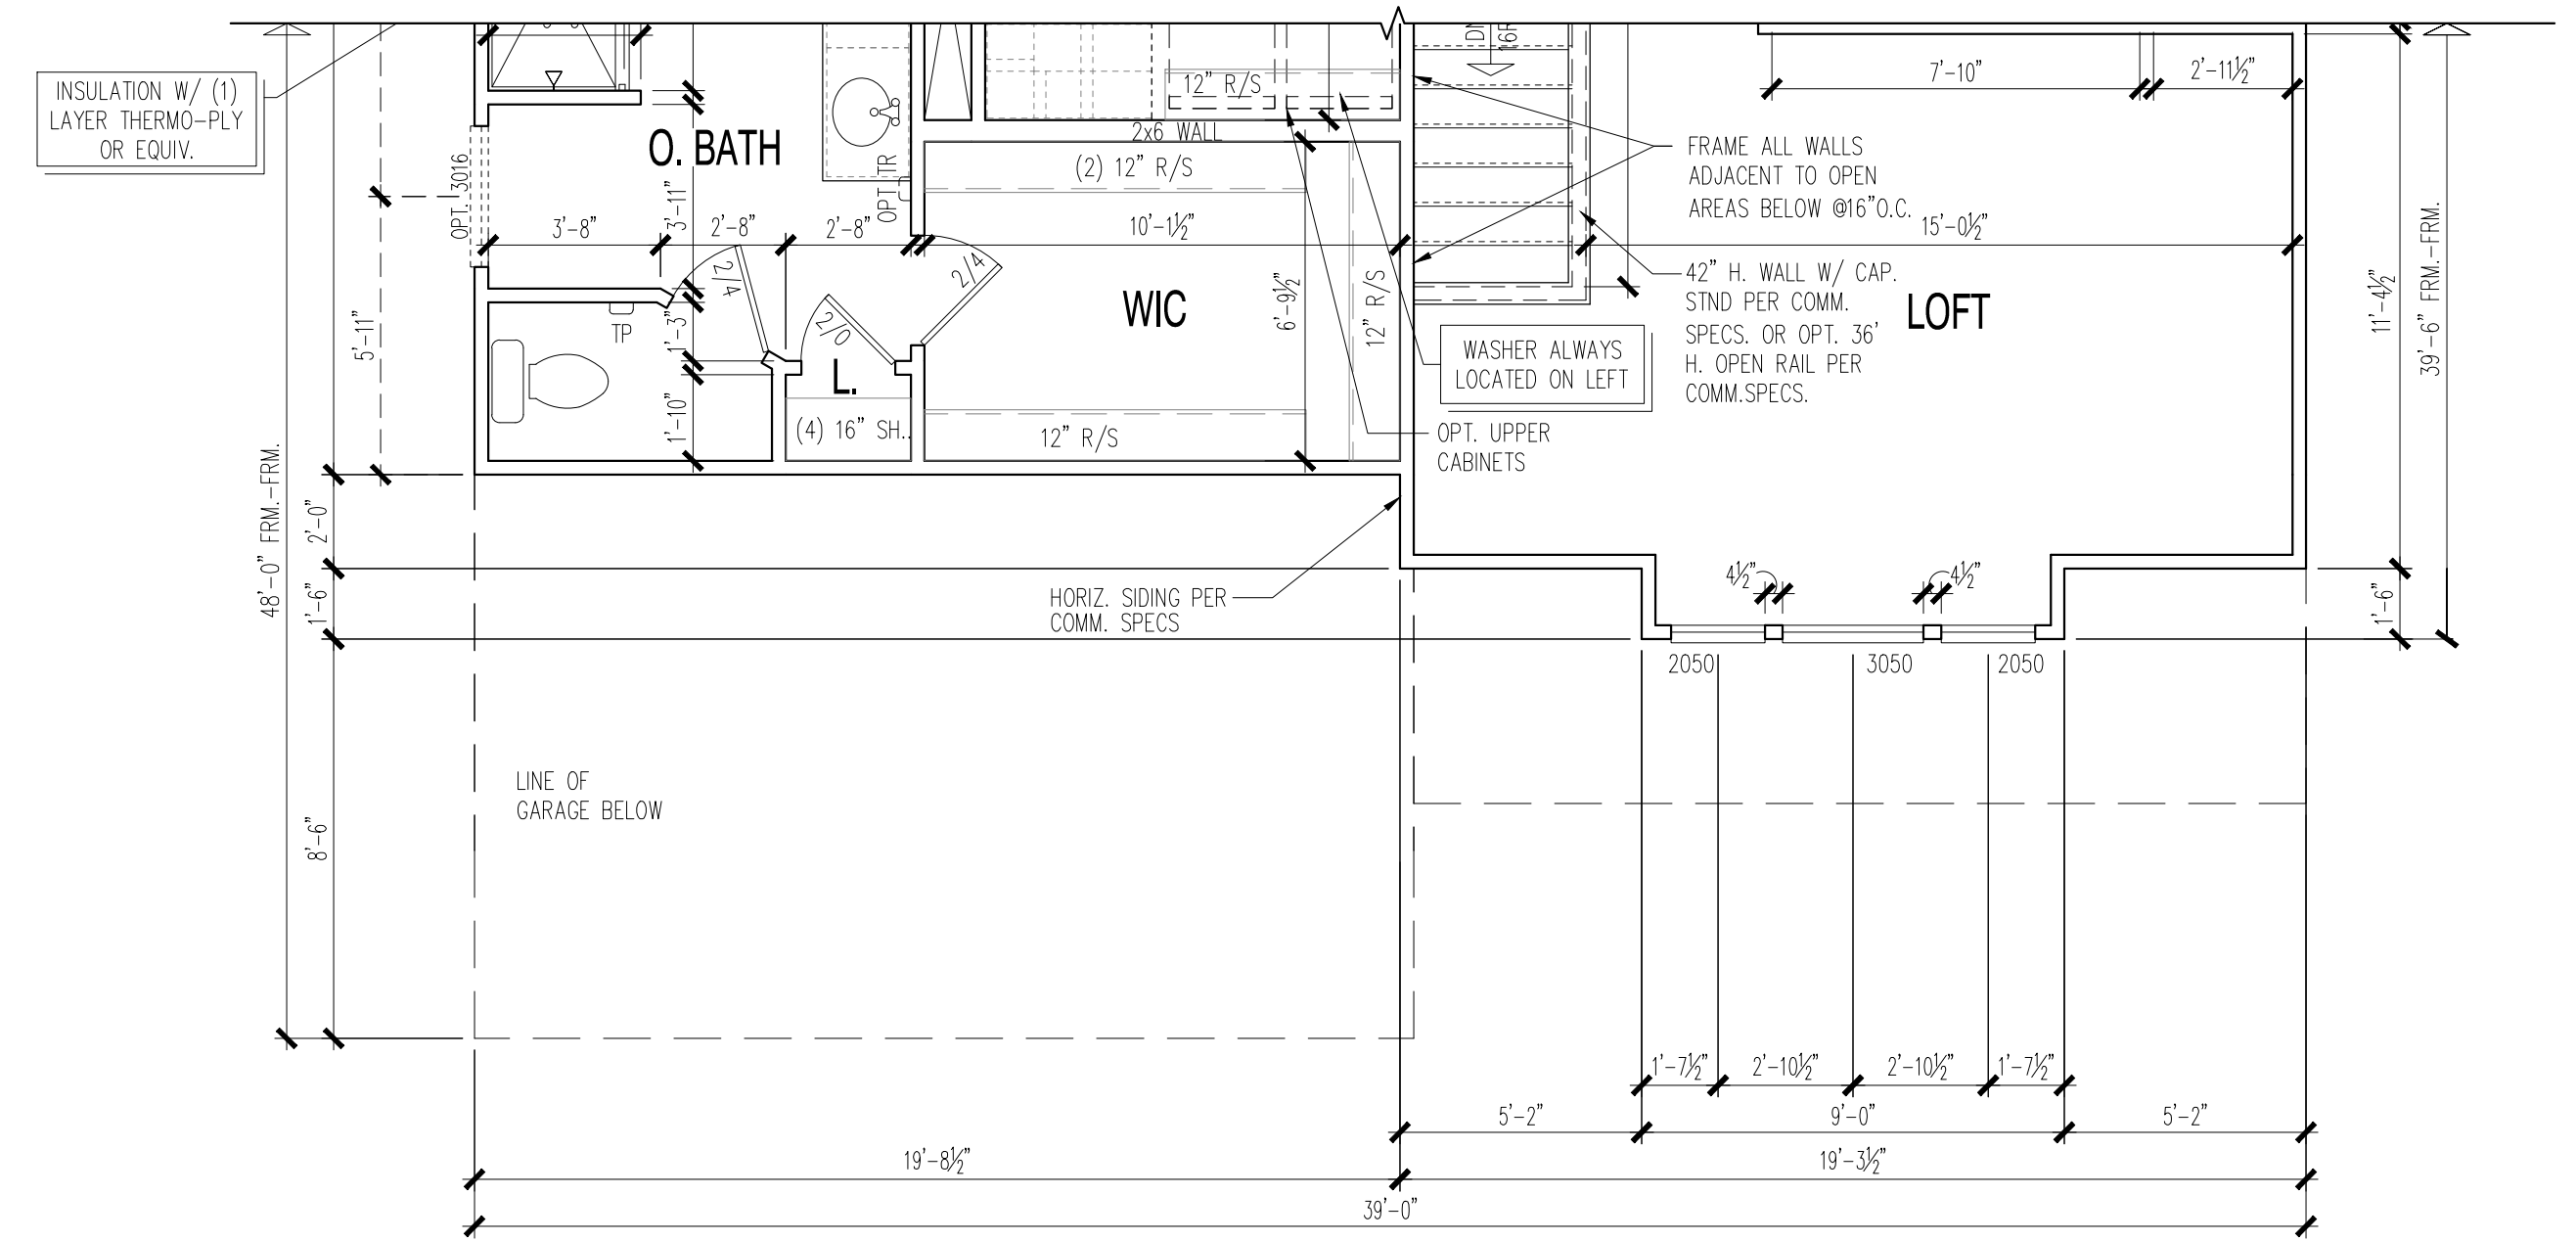 INSULATION W/ (1)
LAYER THERMO-PLY
OR EQUIV.
O. BATH
OPT. 3016
OPT TR
12" R/S
2x6 WALL
(2) 12" R/S
7'-10"
2'-11½"
FRAME ALL WALLS
ADJACENT TO OPEN
AREAS BELOW @16"O.C.
3'-8"
3'-11"
2'-8"
2'-8"
10'-1½"
15'-0½"
2/4
2/4
2/0
WIC
6'-9½"
12" R/S
42" H. WALL W/ CAP.
STND PER COMM.
SPECS. OR OPT. 36'
H. OPEN RAIL PER
COMM.SPECS.
LOFT
11'-4½"
39'-6" FRM.-FRM.
5'-11"
TP
1'-3"
1'-10"
L.
(4) 16" SH.
12" R/S
WASHER ALWAYS
LOCATED ON LEFT
OPT. UPPER
CABINETS
48'-0" FRM.-FRM.
2'-0"
1'-6"
HORIZ. SIDING PER
COMM. SPECS
4½"
4½"
1'-6"
2050
3050
2050
LINE OF
GARAGE BELOW
8'-6"
1'-7½"
2'-10½"
2'-10½"
1'-7½"
5'-2"
9'-0"
5'-2"
19'-8½"
19'-3½"
39'-0"